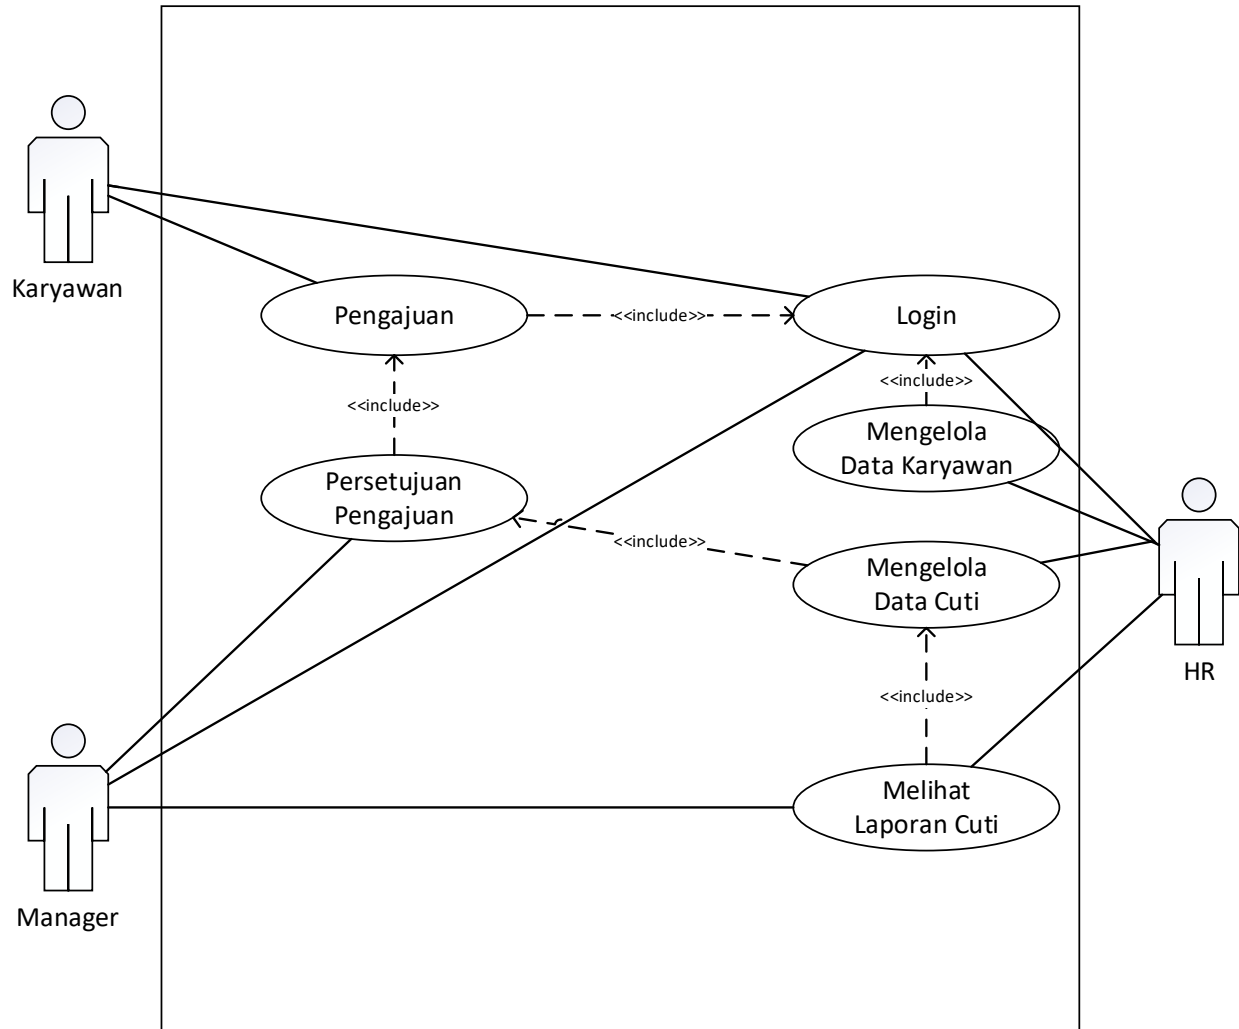 Karyawan
Pengajuan
<<include>>
Login
<<include>>
<<include>>
Mengelola
Data Karyawan
Persetujuan
Pengajuan
<<include>>
Mengelola
Data Cuti
HR
<<include>>
Melihat
Laporan Cuti
Manager